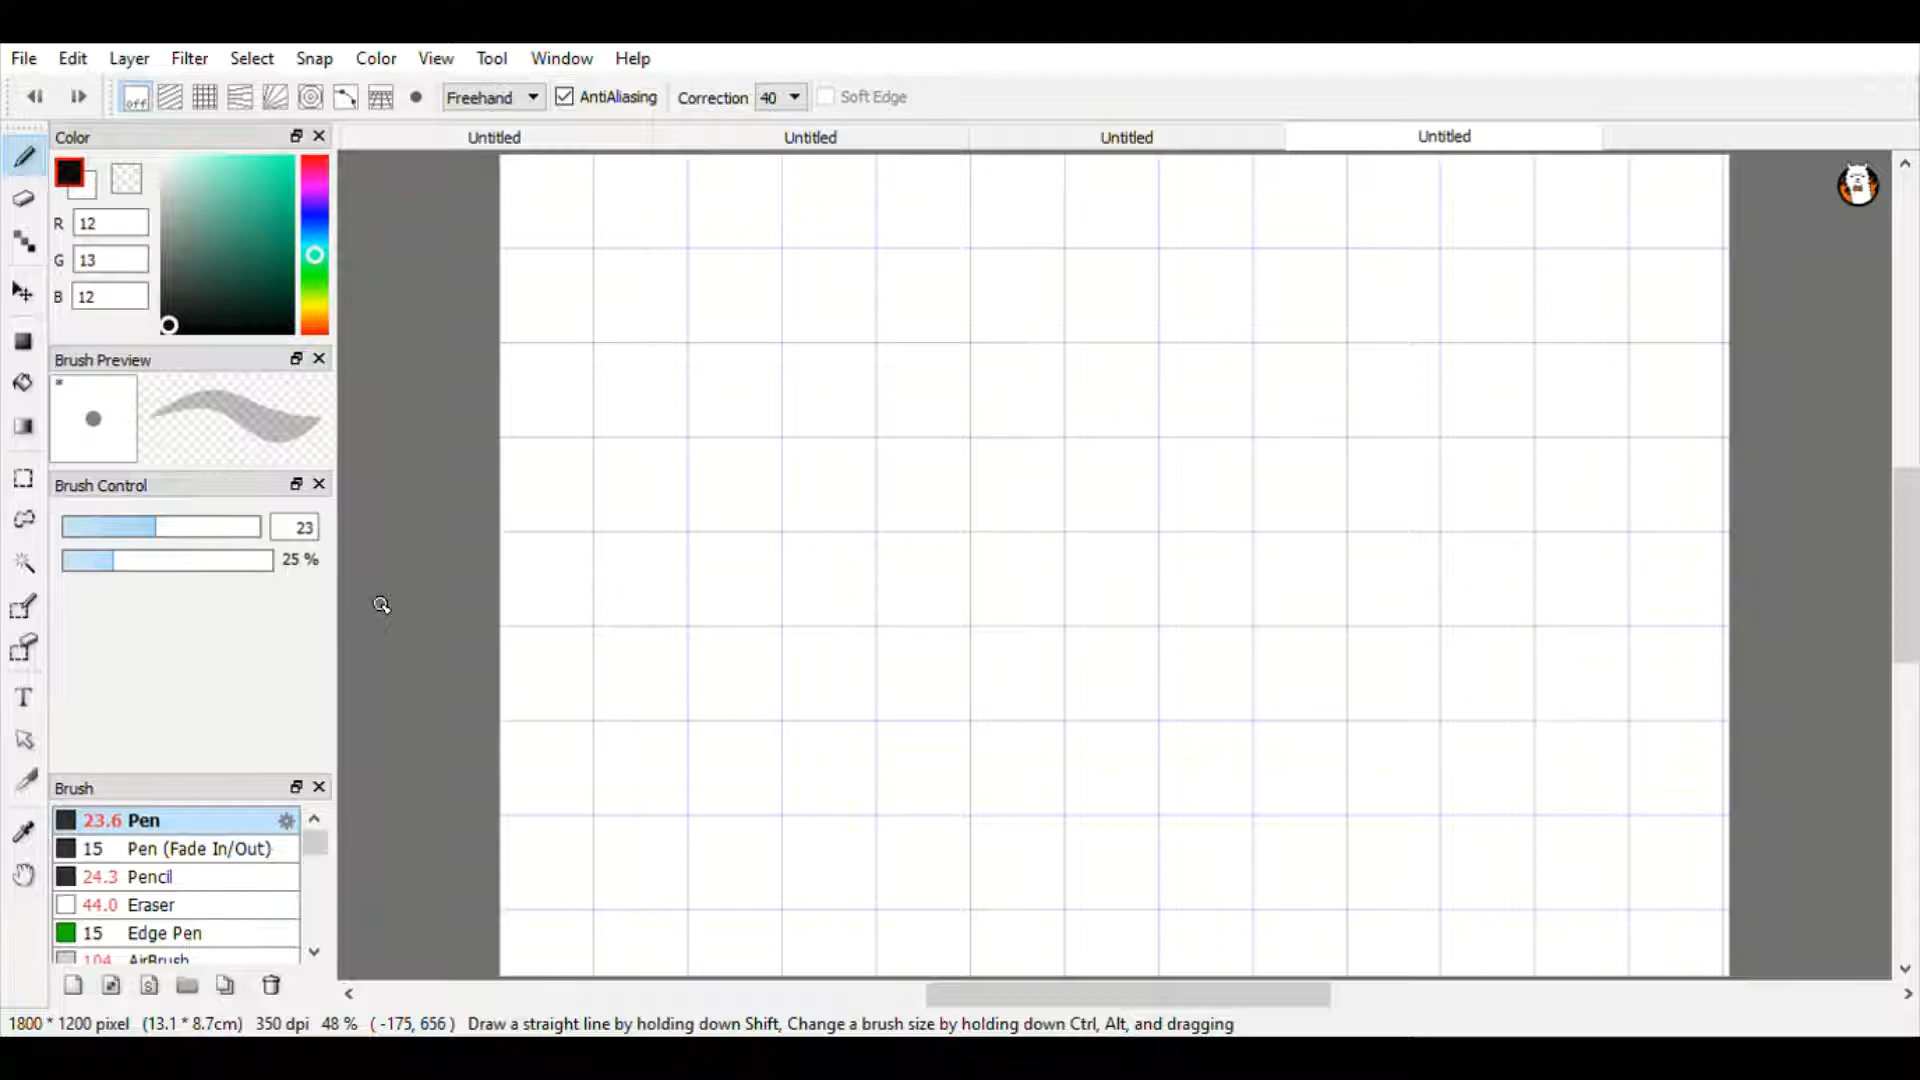 File Edit Layer Filter Select Snap Color View Tool Window Help
off Freehand AntiAliasing Correction 40 Soft Edge
Color
Untitled Untitled Untitled Untitled
R 12
G 13
B 12
Brush Preview
*
Brush Control
23
25 %
Brush
23.6 Pen
15 Pen (Fade In/Out)
24.3 Pencil
44.0 Eraser
15 Edge Pen
104 AirBrush
S
1800 * 1200 pixel (13.1 * 8.7cm) 350 dpi 48 % ( -175, 656 ) Draw a straight line by holding down Shift, Change a brush size by holding down Ctrl, Alt, and dragging